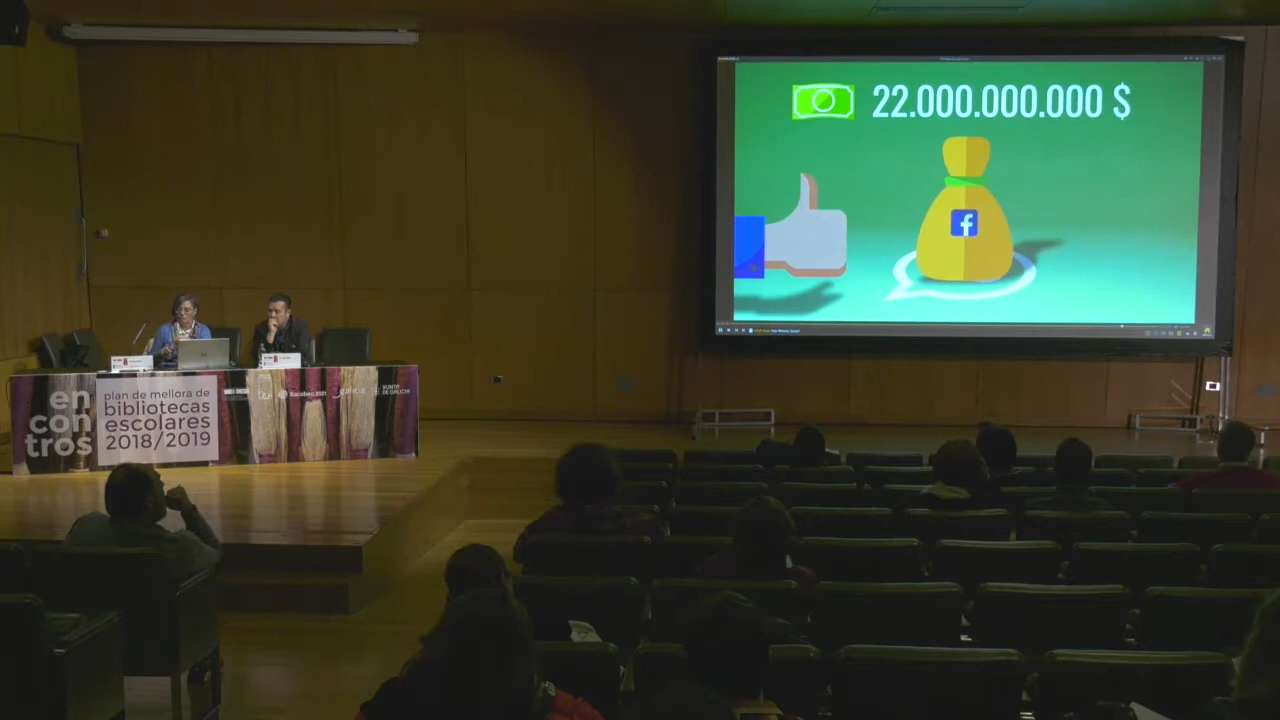 22.000.000.000 $
f
en
con
tros
plan de mellora de
bibliotecas
escolares
2018/2019
Xacobeo 2021
galicia
XUNTA
DE GALICIA